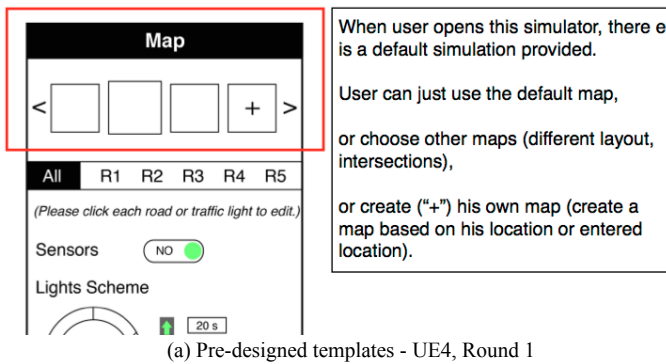 Map
< + >
All R1 R2 R3 R4 R5
(Please click each road or traffic light to edit.)
Sensors NO
Lights Scheme
20 s
When user opens this simulator, there e
is a default simulation provided.
User can just use the default map,
or choose other maps (different layout,
intersections),
or create (“+”) his own map (create a
map based on his location or entered
location).
(a) Pre-designed templates - UE4, Round 1